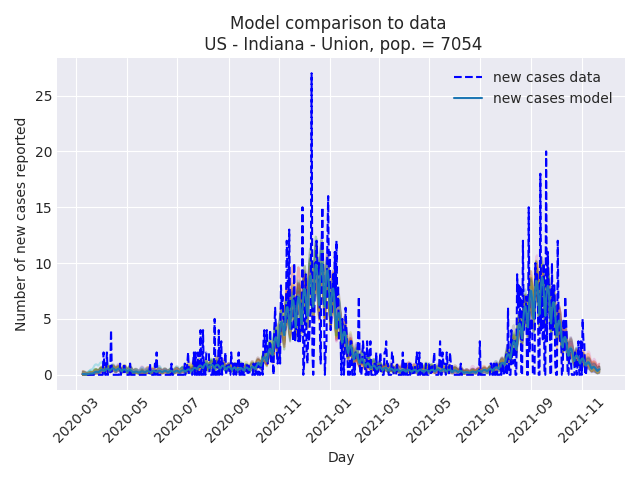 Model comparison to data
US - Indiana - Union, pop. = 7054
new cases data
new cases model
Number of new cases reported
25
20
15
10
5
0
2020-03
2020-05
2020-07
2020-09
2020-11
2021-01
2021-03
2021-05
2021-07
2021-09
2021-11
Day